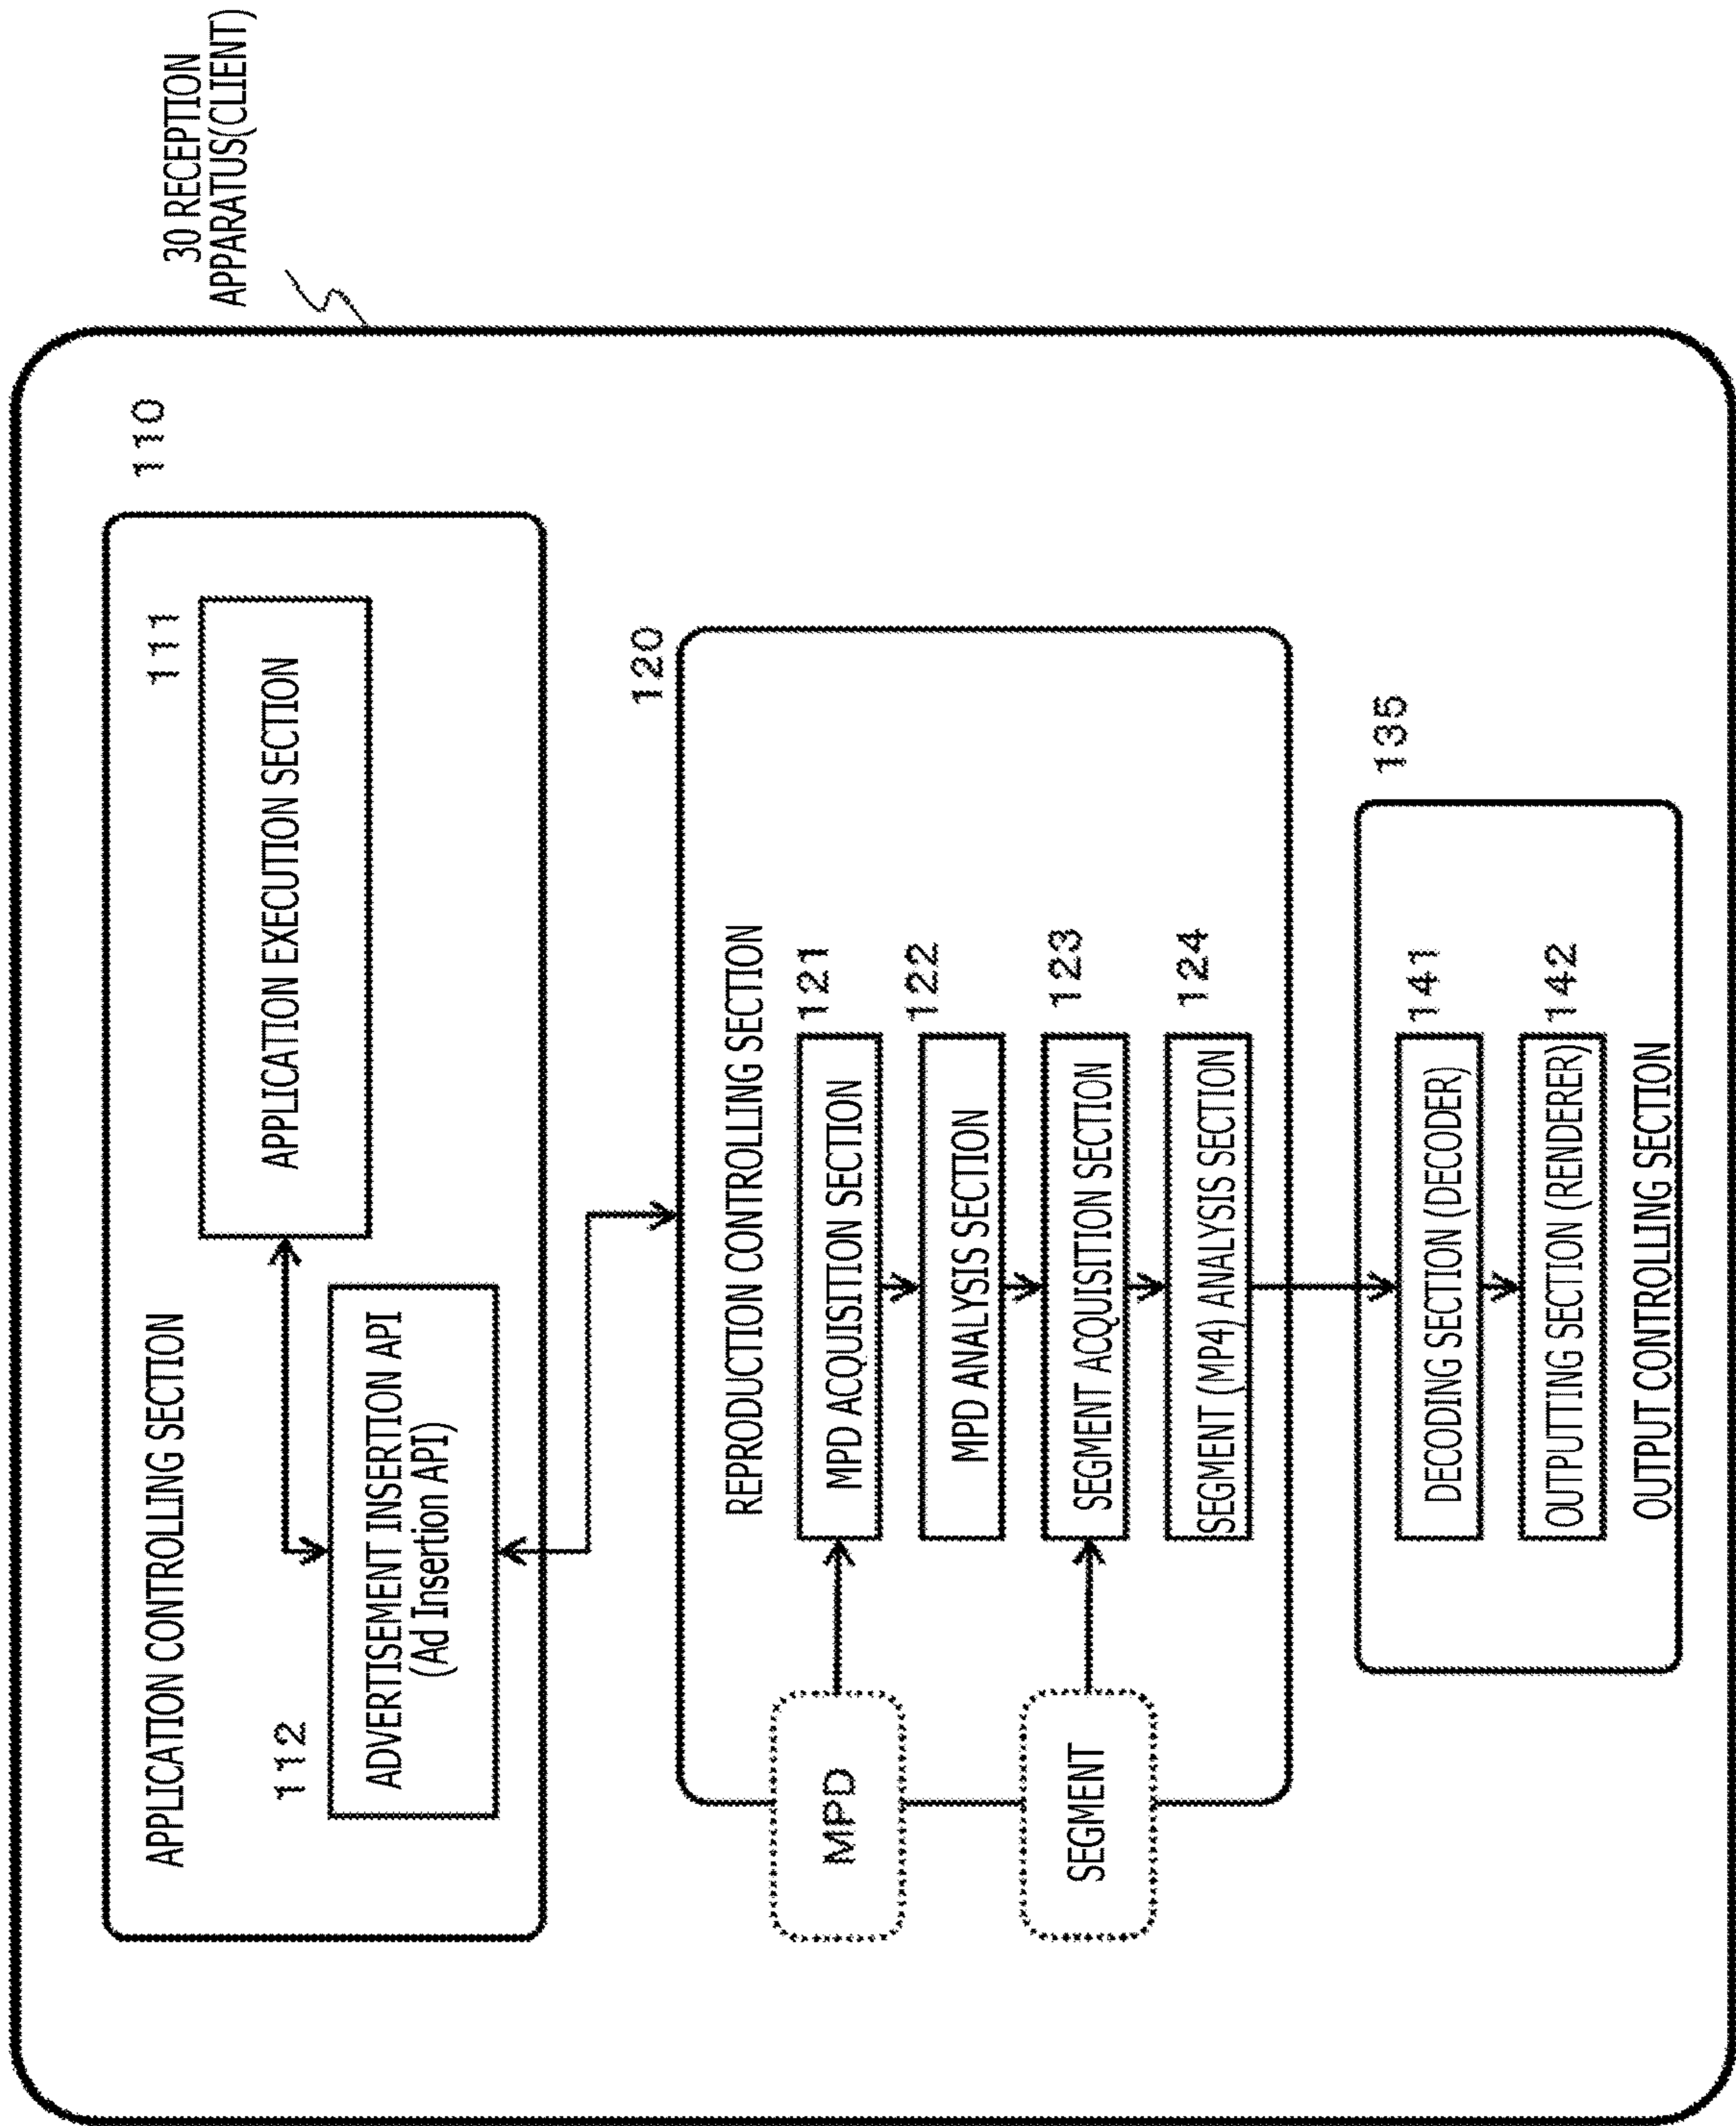 30 RECEPTION
APPARATUS(CLIENT)
110
APPLICATION CONTROLLING SECTION
111
APPLICATION EXECUTION SECTION
112
ADVERTISEMENT INSERTION API
(Ad Insertion API)
120
REPRODUCTION CONTROLLING SECTION
MPD
121
MPD ACQUISITION SECTION
122
MPD ANALYSIS SECTION
SEGMENT
123
SEGMENT ACQUISITION SECTION
124
SEGMENT (MP4) ANALYSIS SECTION
135
141
DECODING SECTION (DECODER)
142
OUTPUTTING SECTION (RENDERER)
OUTPUT CONTROLLING SECTION